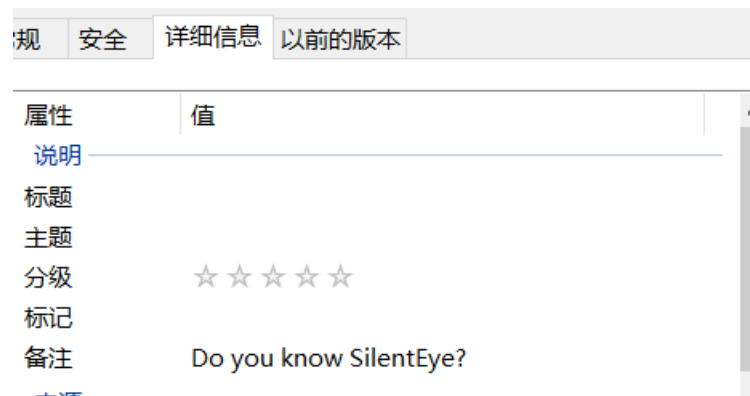 规 安全 详细信息 以前的版本
属性 值
说明
标题
主题
分级
标记
备注 Do you know SilentEye?